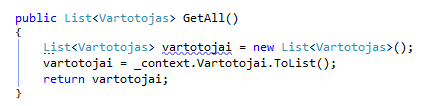 public List<Vartotojas> GetAll()
{
List<Vartotojas> vartotojai = new List<Vartotojas>();
vartotojai = _context.Vartotojai.ToList();
return vartotojai;
}